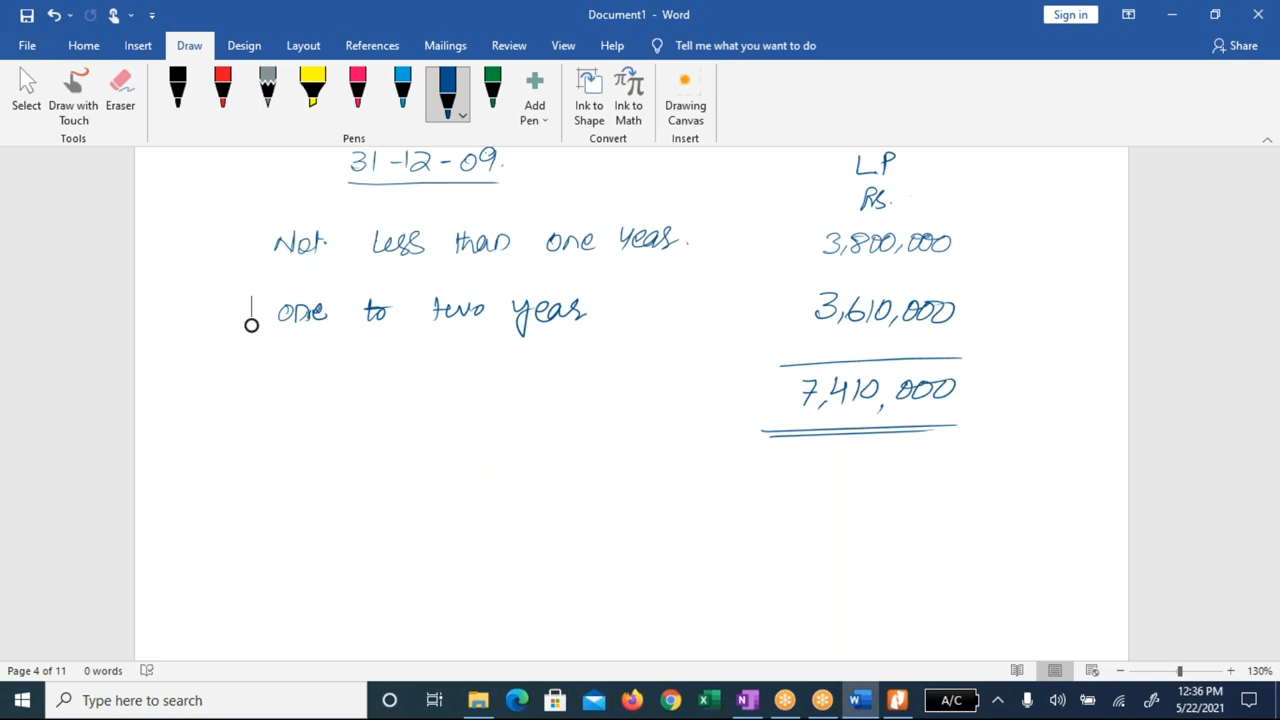 Document1 - Word
Sign in
File Home Insert Draw Design Layout References Mailings Review View Help Tell me what you want to do
Share
Select Draw with Touch Eraser
Add Pen
Ink to Shape Ink to Math
Drawing Canvas
Tools Pens Convert Insert
31-12-09.
LP
Rs.
Not Less than one year. 3,800,000
one to two year 3,610,000
7,410,000
Page 4 of 11 0 words
130%
Type here to search
A/C
12:36 PM
5/22/2021